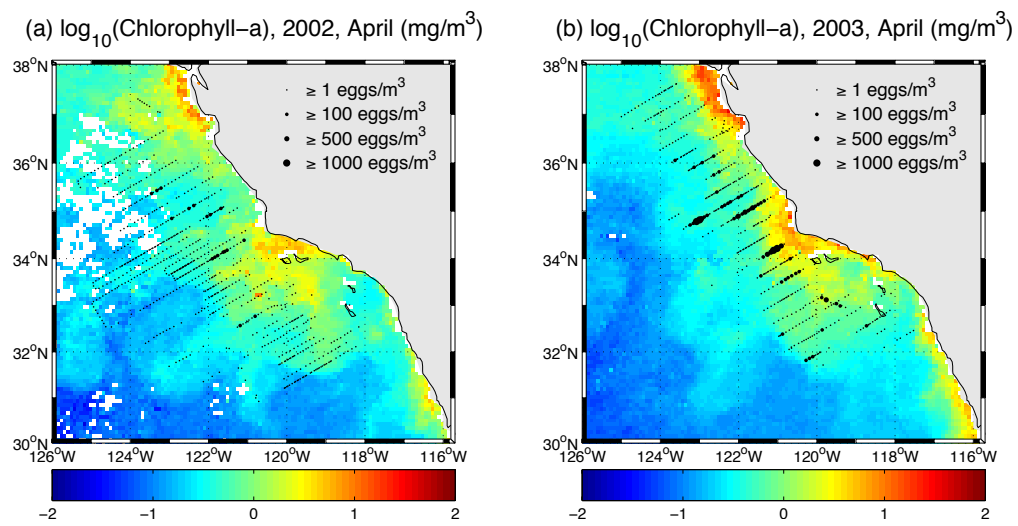 (a) log10(Chlorophyll−a), 2002, April (mg/m3)
38°N
36°N
34°N
32°N
30°N
≥ 1 eggs/m3
≥ 100 eggs/m3
≥ 500 eggs/m3
≥ 1000 eggs/m3
126°W 124°W 122°W 120°W 118°W 116°W
−2 −1 0 1 2
(b) log10(Chlorophyll−a), 2003, April (mg/m3)
38°N
36°N
34°N
32°N
30°N
≥ 1 eggs/m3
≥ 100 eggs/m3
≥ 500 eggs/m3
≥ 1000 eggs/m3
126°W 124°W 122°W 120°W 118°W 116°W
−2 −1 0 1 2